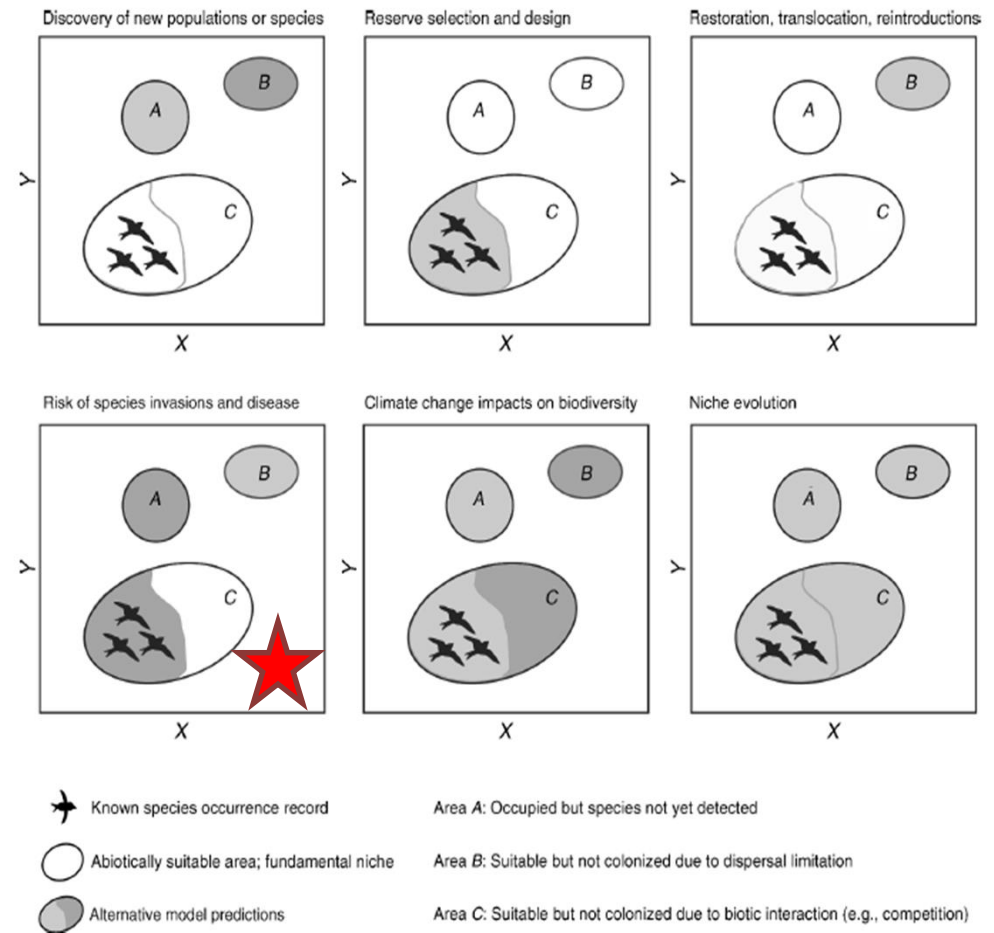 Discovery of new populations or species
Reserve selection and design
Restoration, translocation, reintroductions
A
B
C
Y
X
A
B
C
Y
X
A
B
C
Y
X
Risk of species invasions and disease
Climate change impacts on biodiversity
Niche evolution
A
B
C
Y
X
A
B
C
Y
X
A
B
C
Y
X
Known species occurrence record
Area A: Occupied but species not yet detected
Abiotically suitable area; fundamental niche
Area B: Suitable but not colonized due to dispersal limitation
Alternative model predictions
Area C: Suitable but not colonized due to biotic interaction (e.g., competition)